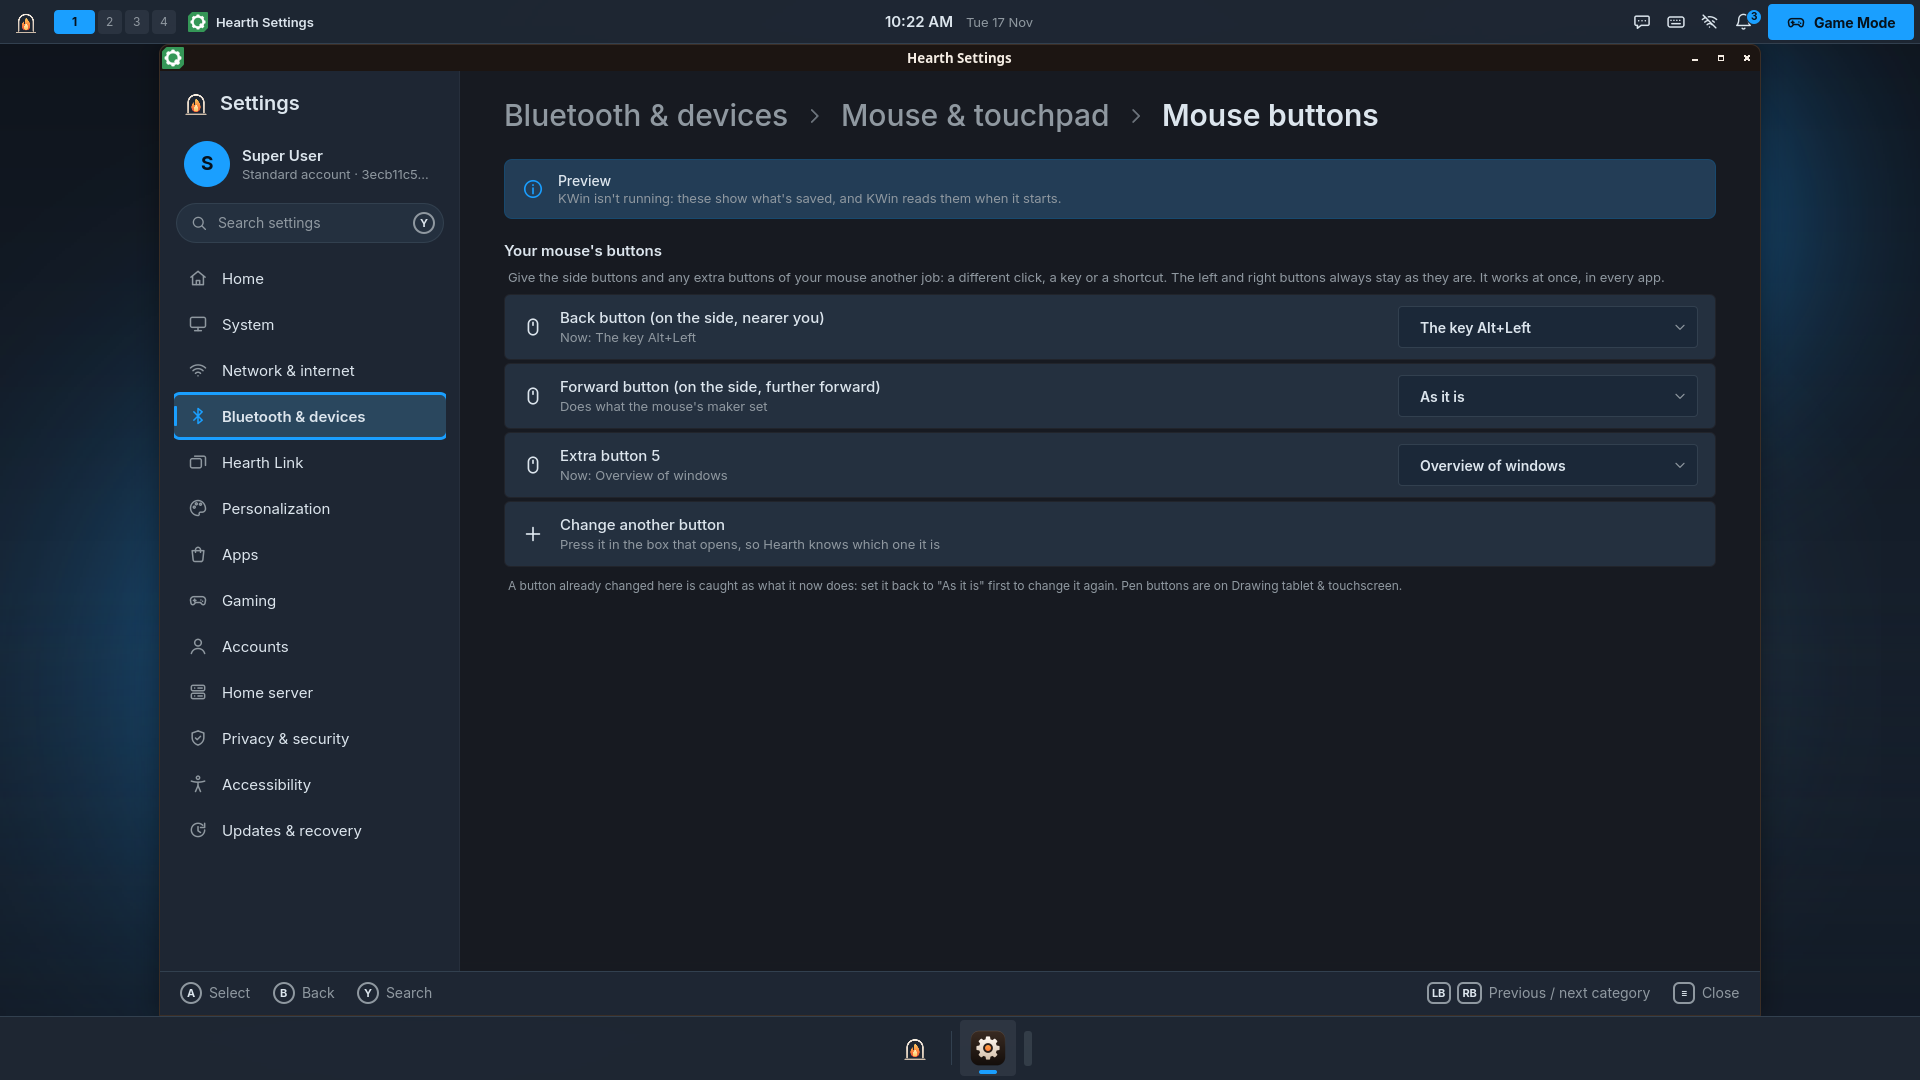 1 2 3 4 Hearth Settings
10:22 AM Tue 17 Nov
3
Game Mode
Hearth Settings
Settings
S
Super User
Standard account · 3ecb11c5...
Search settings
Y
Home
System
Network & internet
Bluetooth & devices
Hearth Link
Personalization
Apps
Gaming
Accounts
Home server
Privacy & security
Accessibility
Updates & recovery
Bluetooth & devices > Mouse & touchpad > Mouse buttons
Preview
KWin isn't running: these show what's saved, and KWin reads them when it starts.
Your mouse's buttons
Give the side buttons and any extra buttons of your mouse another job: a different click, a key or a shortcut. The left and right buttons always stay as they are. It works at once, in every app.
Back button (on the side, nearer you)
Now: The key Alt+Left
The key Alt+Left
Forward button (on the side, further forward)
Does what the mouse's maker set
As it is
Extra button 5
Now: Overview of windows
Overview of windows
Change another button
Press it in the box that opens, so Hearth knows which one it is
A button already changed here is caught as what it now does: set it back to "As it is" first to change it again. Pen buttons are on Drawing tablet & touchscreen.
A Select B Back Y Search
LB RB Previous / next category Close